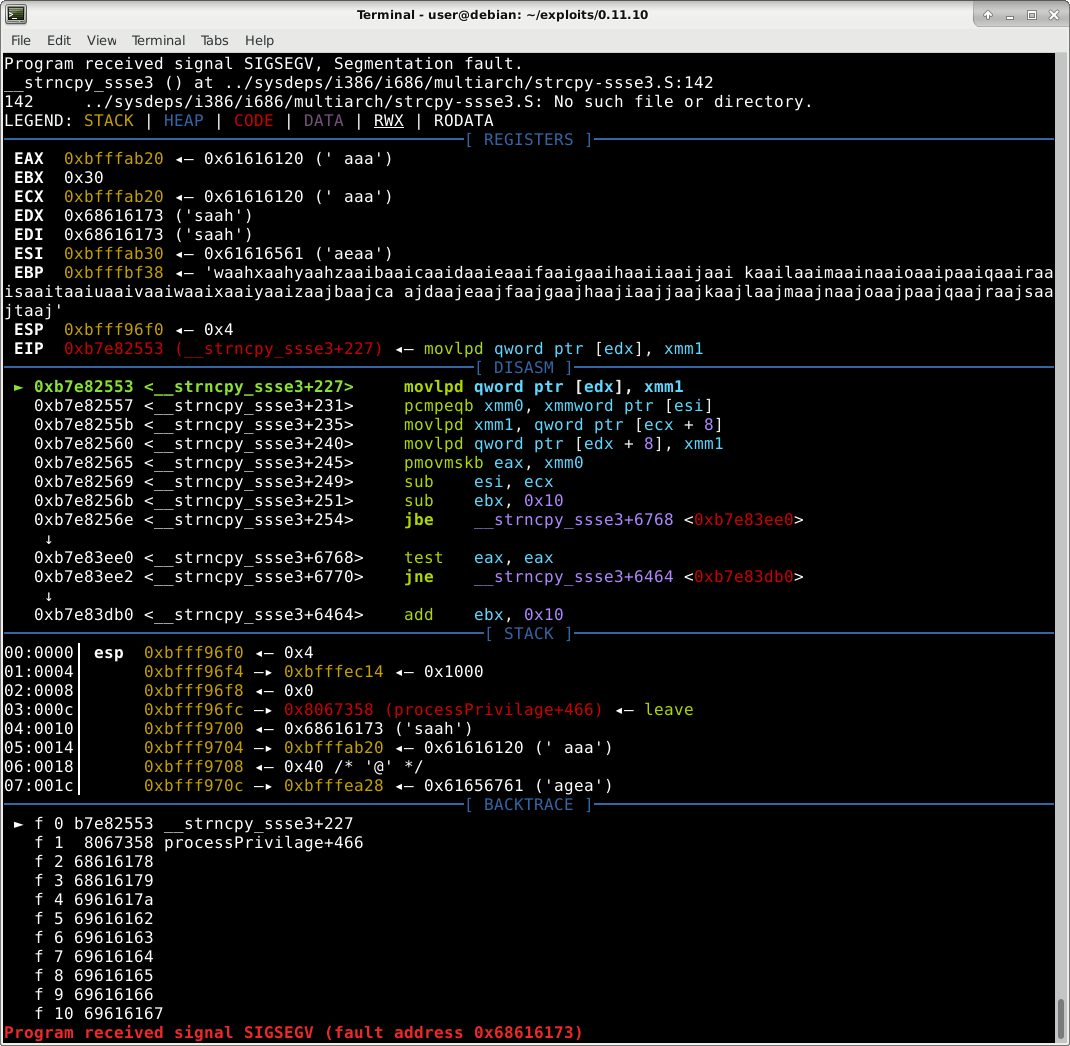 Terminal - user@debian: ~/exploits/0.11.10
File Edit View Terminal Tabs Help
Program received signal SIGSEGV, Segmentation fault.
__strncpy_ssse3 () at ../sysdeps/i386/i686/multiarch/strcpy-ssse3.S:142
142     ../sysdeps/i386/i686/multiarch/strcpy-ssse3.S: No such file or directory.
LEGEND: STACK | HEAP | CODE | DATA | RWX | RODATA
[ REGISTERS ]
EAX  0xbfffab20 ◂— 0x61616120 (' aaa')
EBX  0x30
ECX  0xbfffab20 ◂— 0x61616120 (' aaa')
EDX  0x68616173 ('saah')
EDI  0x68616173 ('saah')
ESI  0xbfffab30 ◂— 0x61616561 ('aeaa')
EBP  0xbfffbf38 ◂— 'waahxaahyaahzaaibaaicaaidaaieaaifaaigaaihaaiiaaijaai kaailaaimaainaaioaaipaaiqaairaa
isaaitaaiuaaivaaiwaaixaaiyaaizaajbaajca ajdaajeaajfaajgaajhaajiaajjaajkaajlaajmaajnaajoaajpaajqaajraajsaa
jtaaj'
ESP  0xbfff96f0 ◂— 0x4
EIP  0xb7e82553 (__strncpy_ssse3+227) ◂— movlpd qword ptr [edx], xmm1
[ DISASM ]
► 0xb7e82553 <__strncpy_ssse3+227>     movlpd qword ptr [edx], xmm1
0xb7e82557 <__strncpy_ssse3+231>     pcmpeqb xmm0, xmmword ptr [esi]
0xb7e8255b <__strncpy_ssse3+235>     movlpd xmm1, qword ptr [ecx + 8]
0xb7e82560 <__strncpy_ssse3+240>     movlpd qword ptr [edx + 8], xmm1
0xb7e82565 <__strncpy_ssse3+245>     pmovmskb eax, xmm0
0xb7e82569 <__strncpy_ssse3+249>     sub    esi, ecx
0xb7e8256b <__strncpy_ssse3+251>     sub    ebx, 0x10
0xb7e8256e <__strncpy_ssse3+254>     jbe    __strncpy_ssse3+6768 <0xb7e83ee0>
↓
0xb7e83ee0 <__strncpy_ssse3+6768>    test   eax, eax
0xb7e83ee2 <__strncpy_ssse3+6770>    jne    __strncpy_ssse3+6464 <0xb7e83db0>
↓
0xb7e83db0 <__strncpy_ssse3+6464>    add    ebx, 0x10
[ STACK ]
00:0000│ esp  0xbfff96f0 ◂— 0x4
01:0004│      0xbfff96f4 —▸ 0xbfffec14 ◂— 0x1000
02:0008│      0xbfff96f8 ◂— 0x0
03:000c│      0xbfff96fc —▸ 0x8067358 (processPrivilage+466) ◂— leave
04:0010│      0xbfff9700 ◂— 0x68616173 ('saah')
05:0014│      0xbfff9704 —▸ 0xbfffab20 ◂— 0x61616120 (' aaa')
06:0018│      0xbfff9708 ◂— 0x40 /* '@' */
07:001c│      0xbfff970c —▸ 0xbfffea28 ◂— 0x61656761 ('agea')
[ BACKTRACE ]
► f 0 b7e82553 __strncpy_ssse3+227
f 1  8067358 processPrivilage+466
f 2 68616178
f 3 68616179
f 4 6961617a
f 5 69616162
f 6 69616163
f 7 69616164
f 8 69616165
f 9 69616166
f 10 69616167
Program received signal SIGSEGV (fault address 0x68616173)